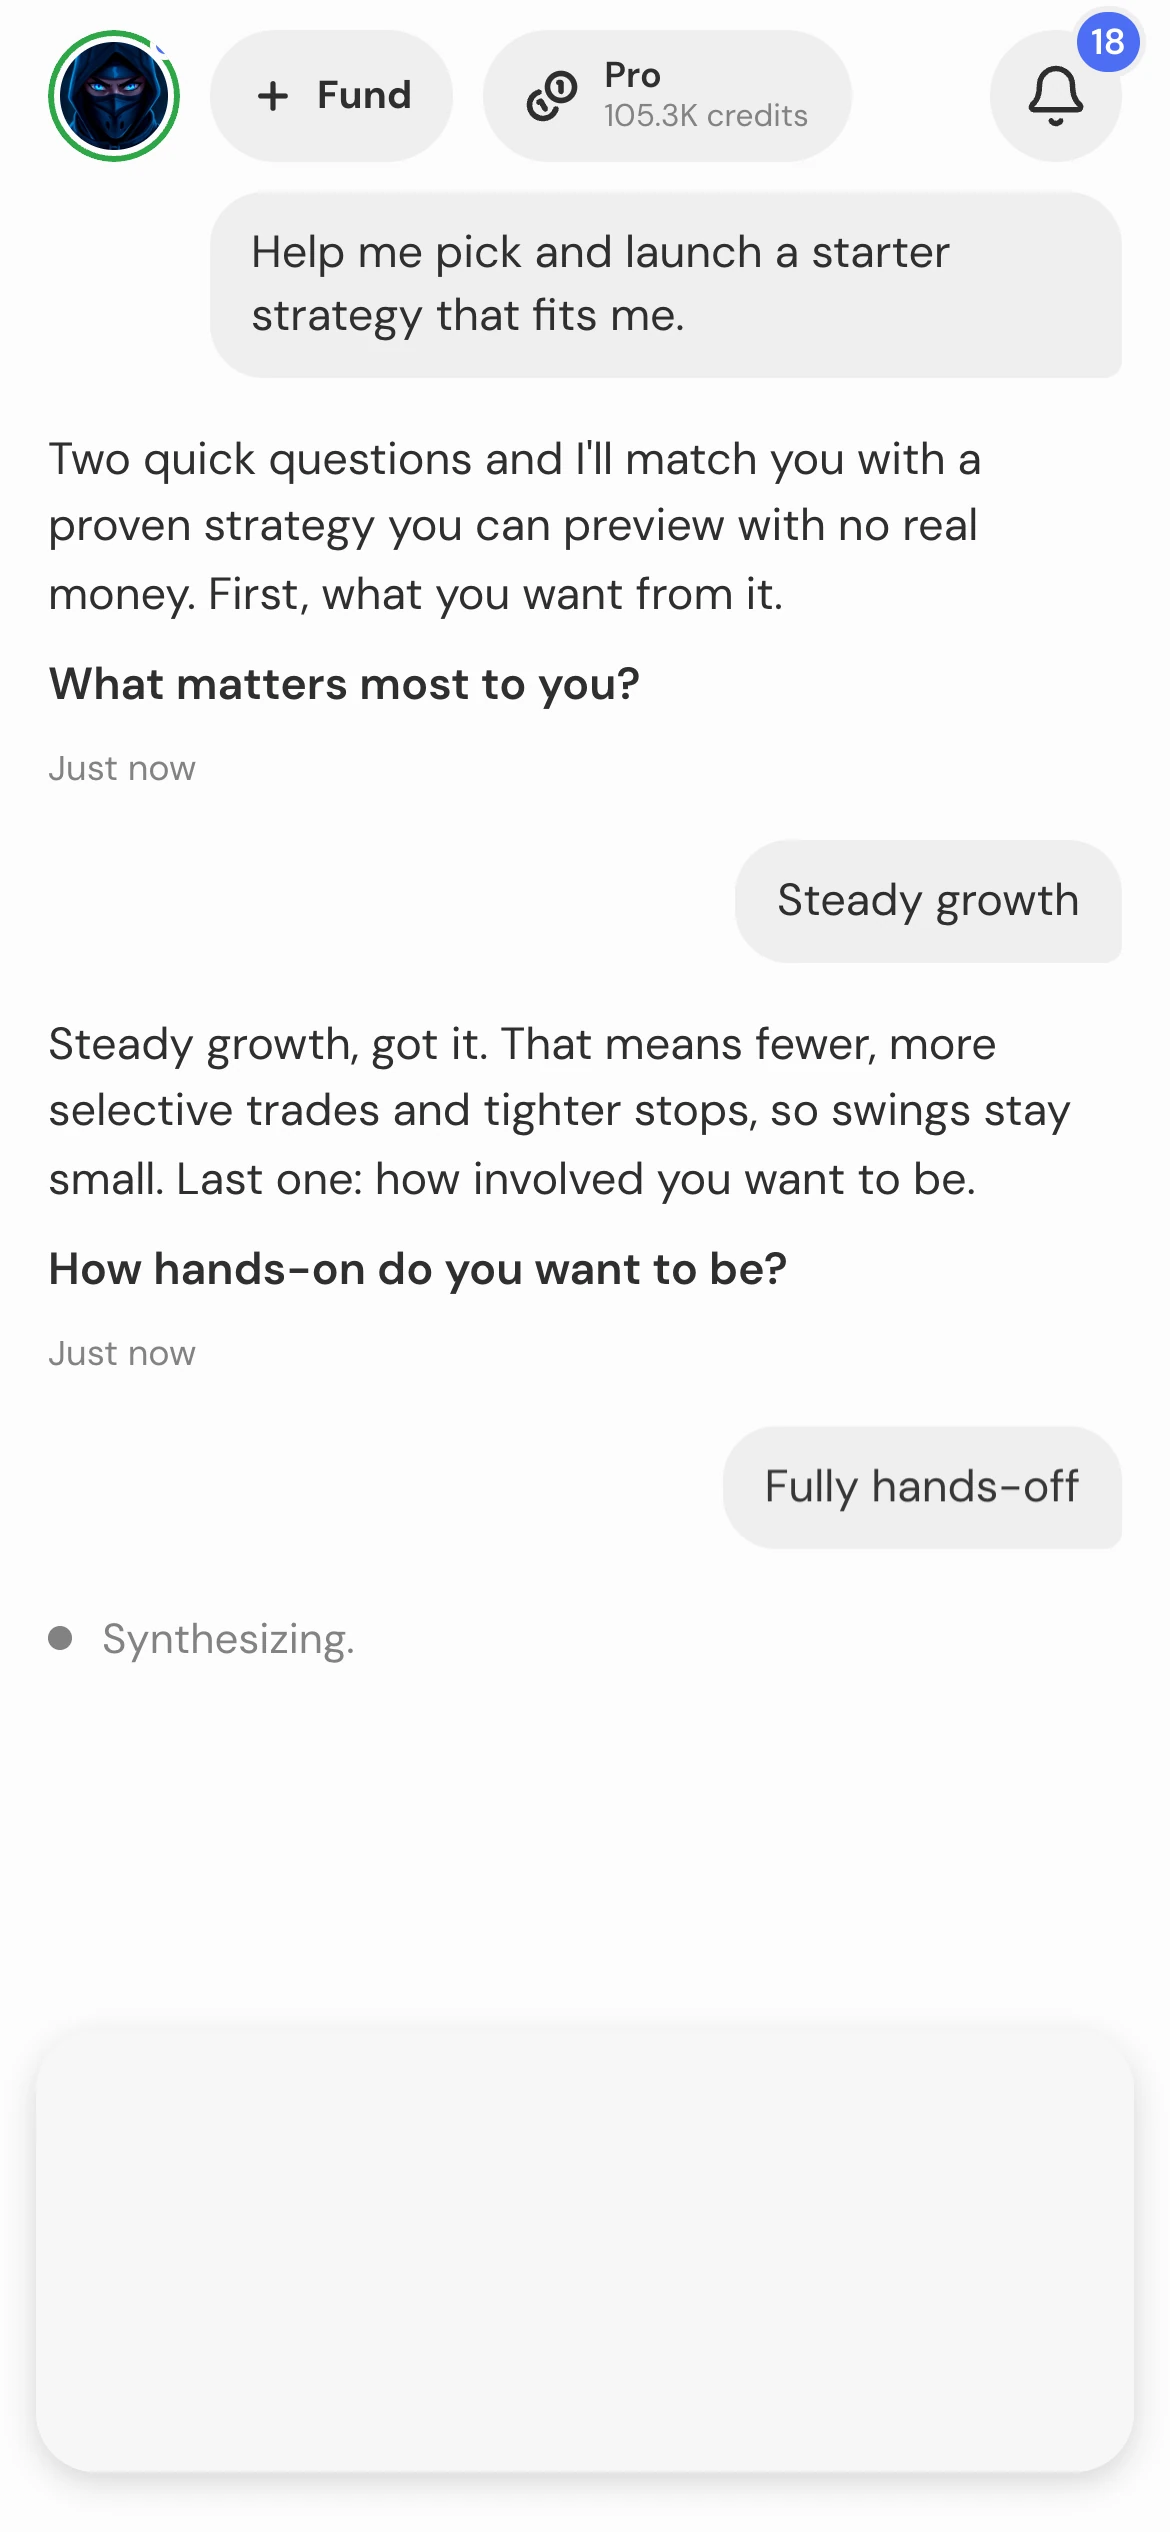 + Fund
Pro
105.3K credits
18
Help me pick and launch a starter
strategy that fits me.
Two quick questions and I'll match you with a
proven strategy you can preview with no real
money. First, what you want from it.
What matters most to you?
Just now
Steady growth
Steady growth, got it. That means fewer, more
selective trades and tighter stops, so swings stay
small. Last one: how involved you want to be.
How hands-on do you want to be?
Just now
Fully hands-off
Synthesizing.